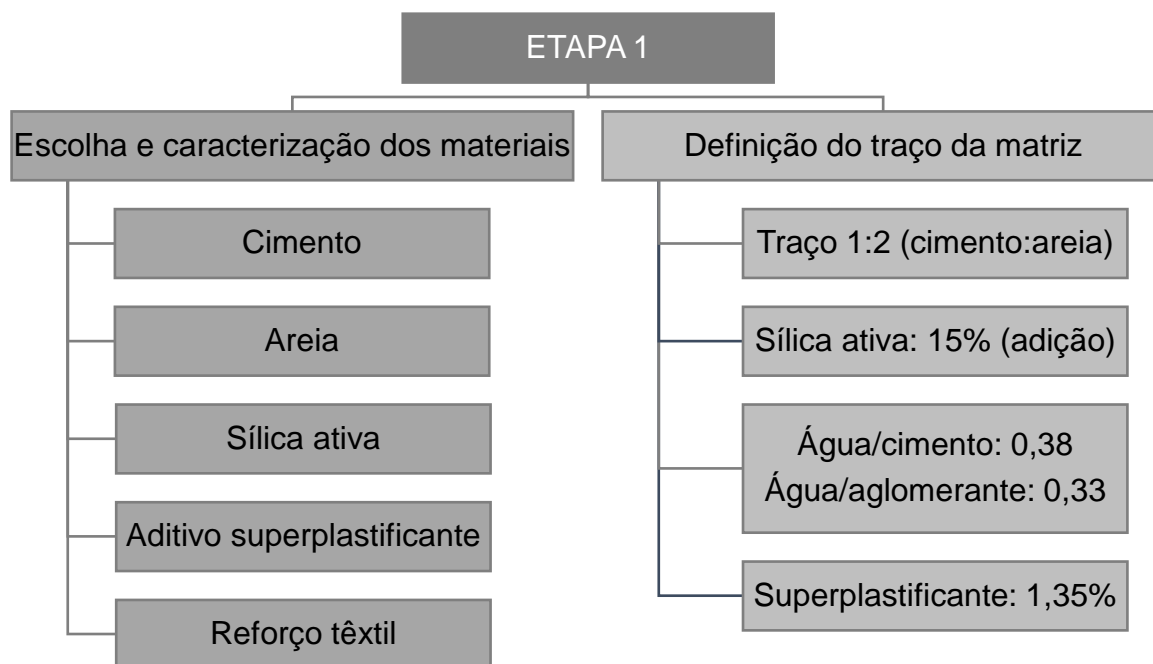 ETAPA 1
Escolha e caracterização dos materiais
Cimento
Areia
Sílica ativa
Aditivo superplastificante
Reforço têxtil
Definição do traço da matriz
Traço 1:2 (cimento:areia)
Sílica ativa: 15% (adição)
Água/cimento: 0,38
Água/aglomerante: 0,33
Superplastificante: 1,35%